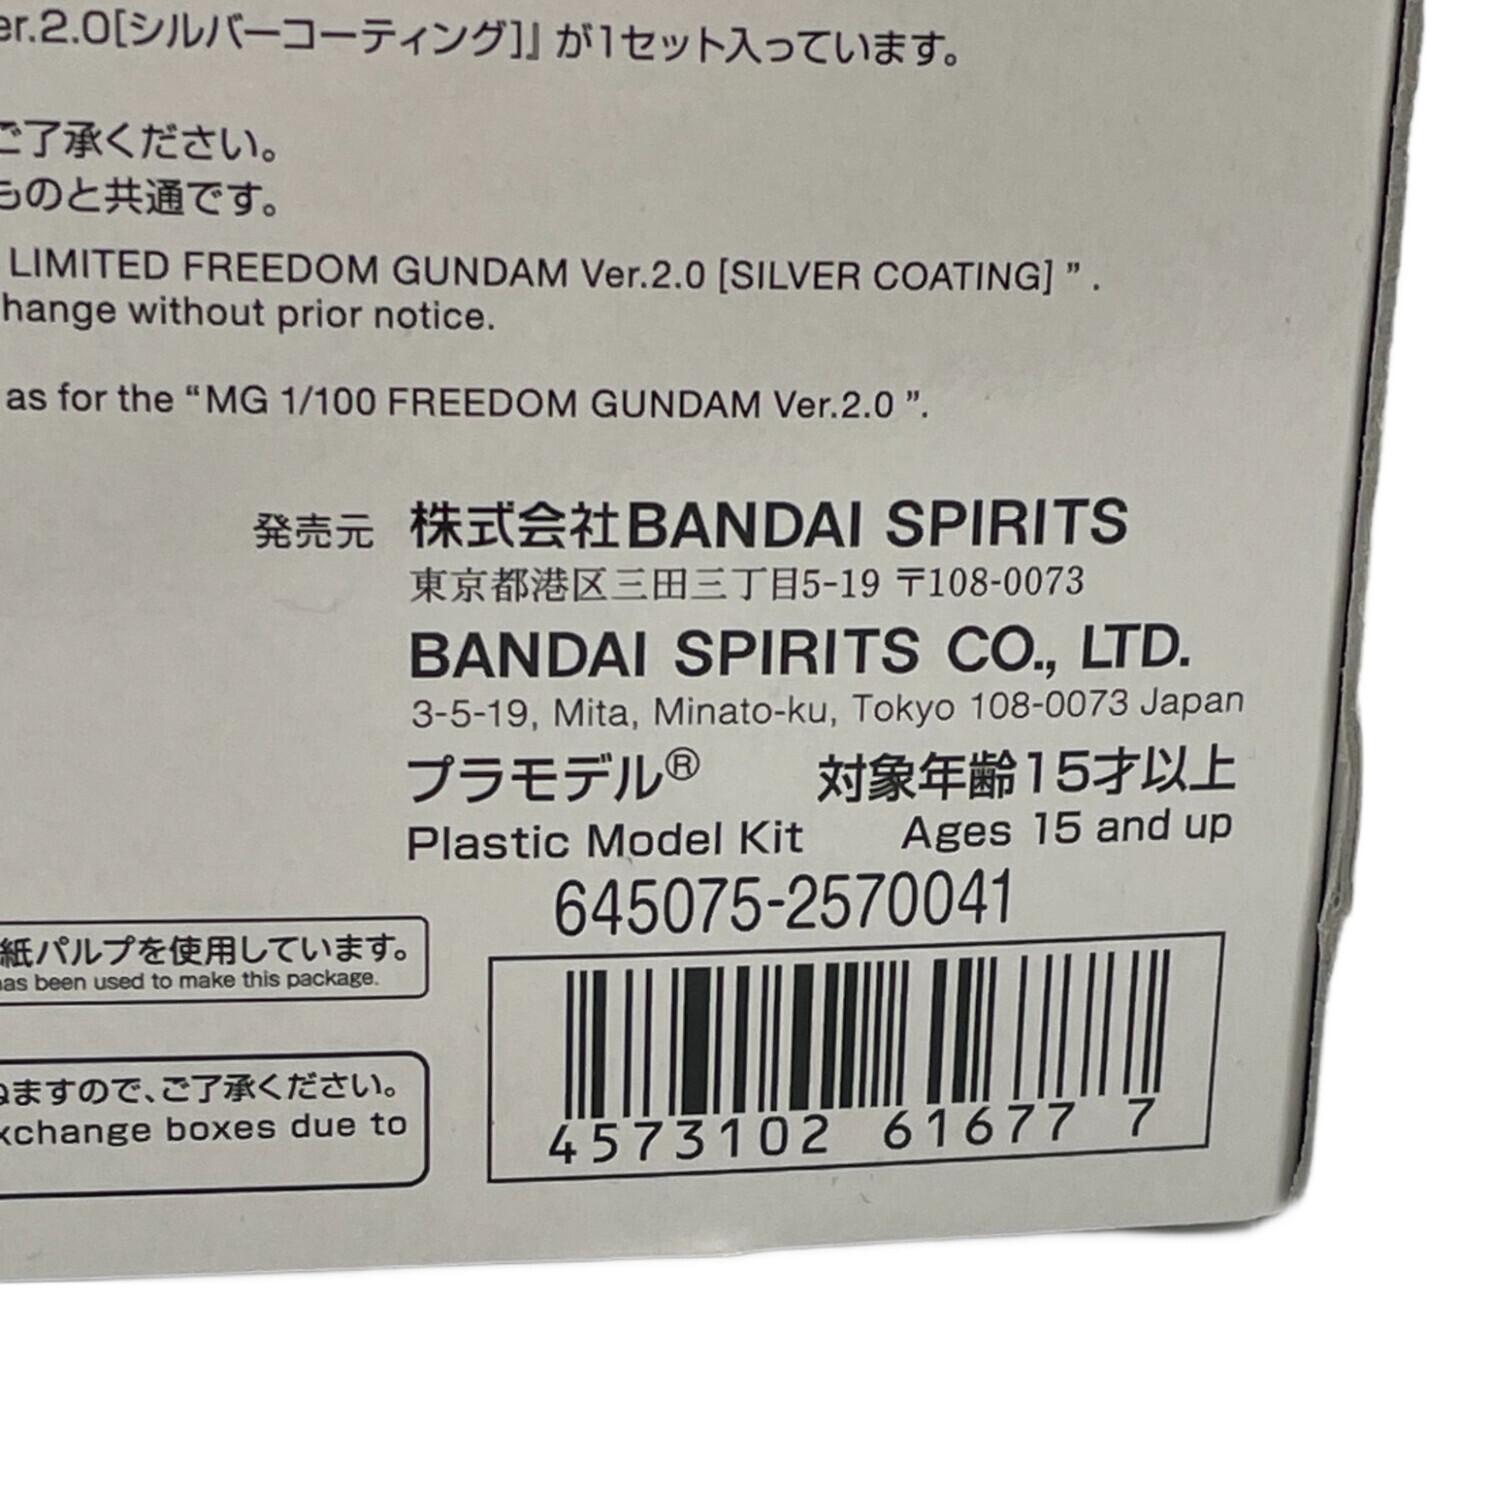 er.2.0[シルバーコーティング]』が1セット入っています。
ご了承ください。
ものと共通です。
LIMITED FREEDOM GUNDAM Ver.2.0 [SILVER COATING] ”.
hange without prior notice.
as for the “MG 1/100 FREEDOM GUNDAM Ver.2.0 ”.
発売元 株式会社BANDAI SPIRITS
東京都港区三田三丁目5-19 〒108-0073
BANDAI SPIRITS CO., LTD.
3-5-19, Mita, Minato-ku, Tokyo 108-0073 Japan
プラモデル® 対象年齢15才以上
Plastic Model Kit Ages 15 and up
645075-2570041
紙パルプを使用しています。
has been used to make this package.
ねますので、ご了承ください。
xchange boxes due to
4573102 61677 7